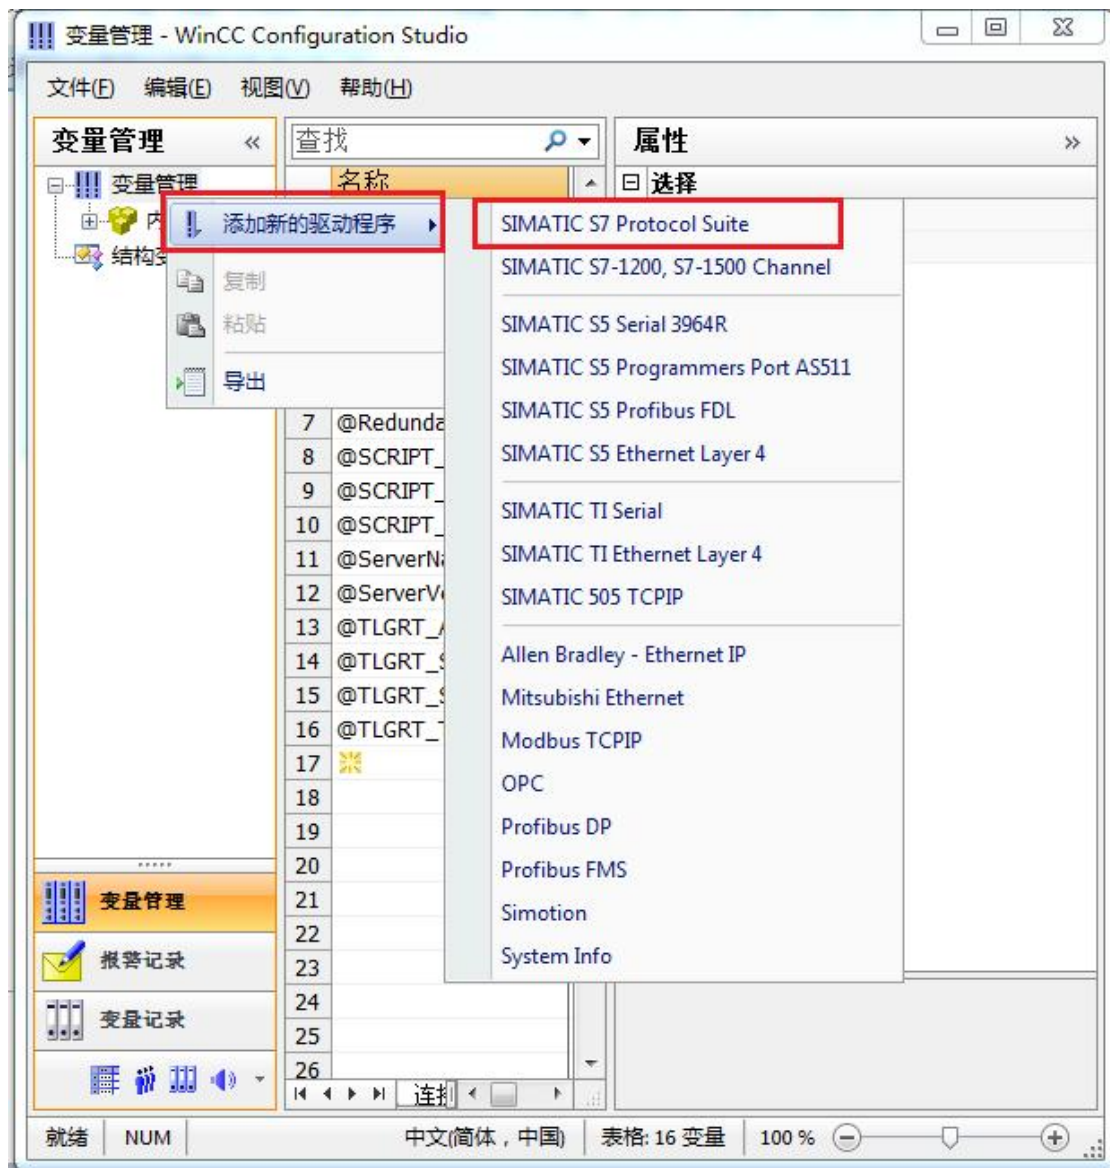 变量管理 - WinCC Configuration Studio
文件(F) 编辑(E) 视图(V) 帮助(H)
变量管理 «
查找
属性 »
变量管理
名称
选择
内
结构变
添加新的驱动程序
复制
粘贴
导出
SIMATIC S7 Protocol Suite
SIMATIC S7-1200, S7-1500 Channel
SIMATIC S5 Serial 3964R
SIMATIC S5 Programmers Port AS511
SIMATIC S5 Profibus FDL
SIMATIC S5 Ethernet Layer 4
SIMATIC TI Serial
SIMATIC TI Ethernet Layer 4
SIMATIC 505 TCPIP
Allen Bradley - Ethernet IP
Mitsubishi Ethernet
Modbus TCPIP
OPC
Profibus DP
Profibus FMS
Simotion
System Info
7 @Redunda
8 @SCRIPT_
9 @SCRIPT_
10 @SCRIPT_
11 @ServerN
12 @ServerV
13 @TLGRT_
14 @TLGRT_S
15 @TLGRT_S
16 @TLGRT_T
17
18
19
20
21
22
23
24
25
26
变量管理
报警记录
变量记录
连接
就绪 NUM 中文(简体，中国) 表格: 16 变量 100 %